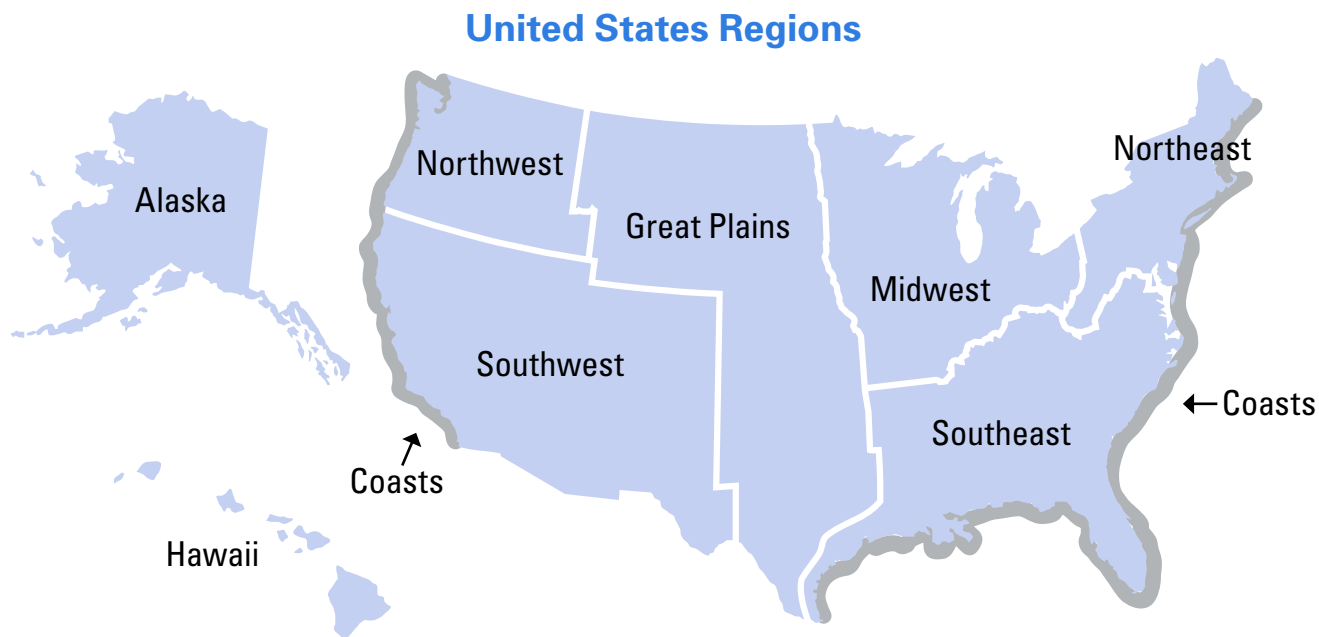 United States Regions
Northeast
Northwest
Alaska
Great Plains
Midwest
Southwest
Coasts
Southeast
Coasts
Hawaii